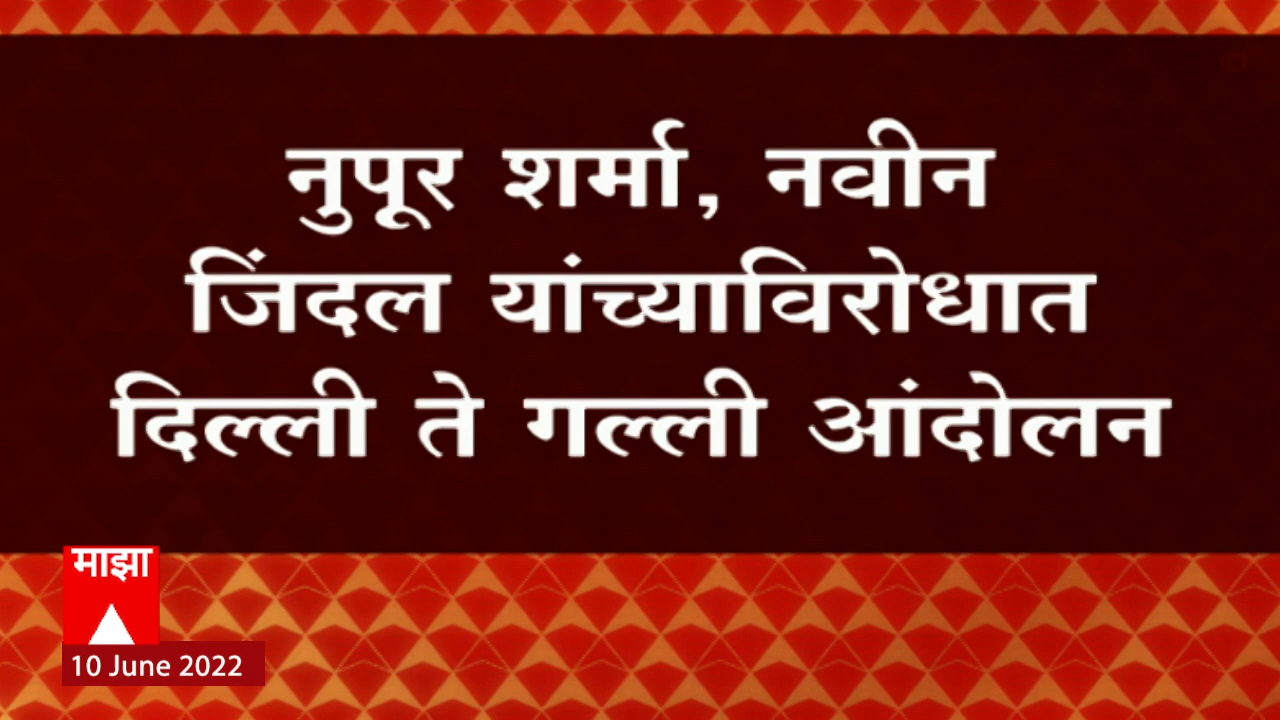 नुपूर शर्मा, नवीन
जिंदल यांच्याविरोधात
दिल्ली ते गल्ली आंदोलन
माझा
10 June 2022